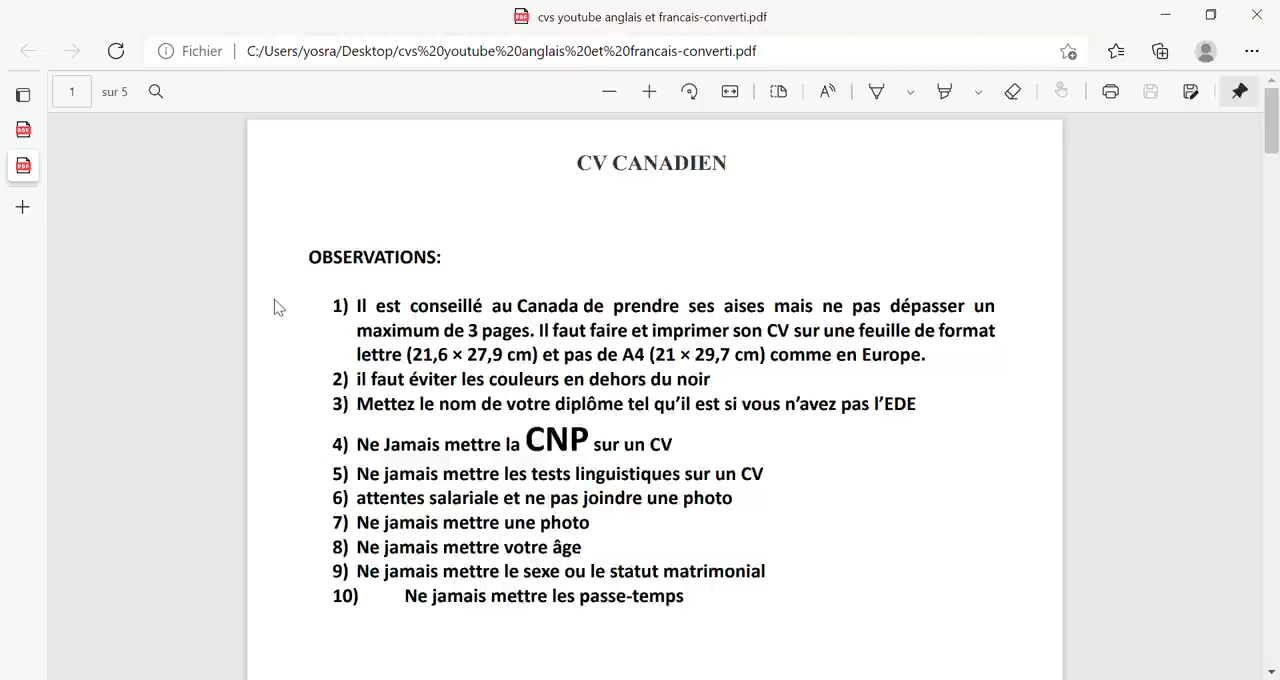 cvs youtube anglais et francais-converti.pdf
Fichier
C:/Users/yosra/Desktop/cvs%20youtube%20anglais%20et%20francais-converti.pdf
1 sur 5
CV CANADIEN
OBSERVATIONS:
1) Il est conseillé au Canada de prendre ses aises mais ne pas dépasser un
maximum de 3 pages. Il faut faire et imprimer son CV sur une feuille de format
lettre (21,6 × 27,9 cm) et pas de A4 (21 × 29,7 cm) comme en Europe.
2) il faut éviter les couleurs en dehors du noir
3) Mettez le nom de votre diplôme tel qu’il est si vous n’avez pas l’EDE
4) Ne Jamais mettre la CNP sur un CV
5) Ne jamais mettre les tests linguistiques sur un CV
6) attentes salariale et ne pas joindre une photo
7) Ne jamais mettre une photo
8) Ne jamais mettre votre âge
9) Ne jamais mettre le sexe ou le statut matrimonial
10) Ne jamais mettre les passe-temps